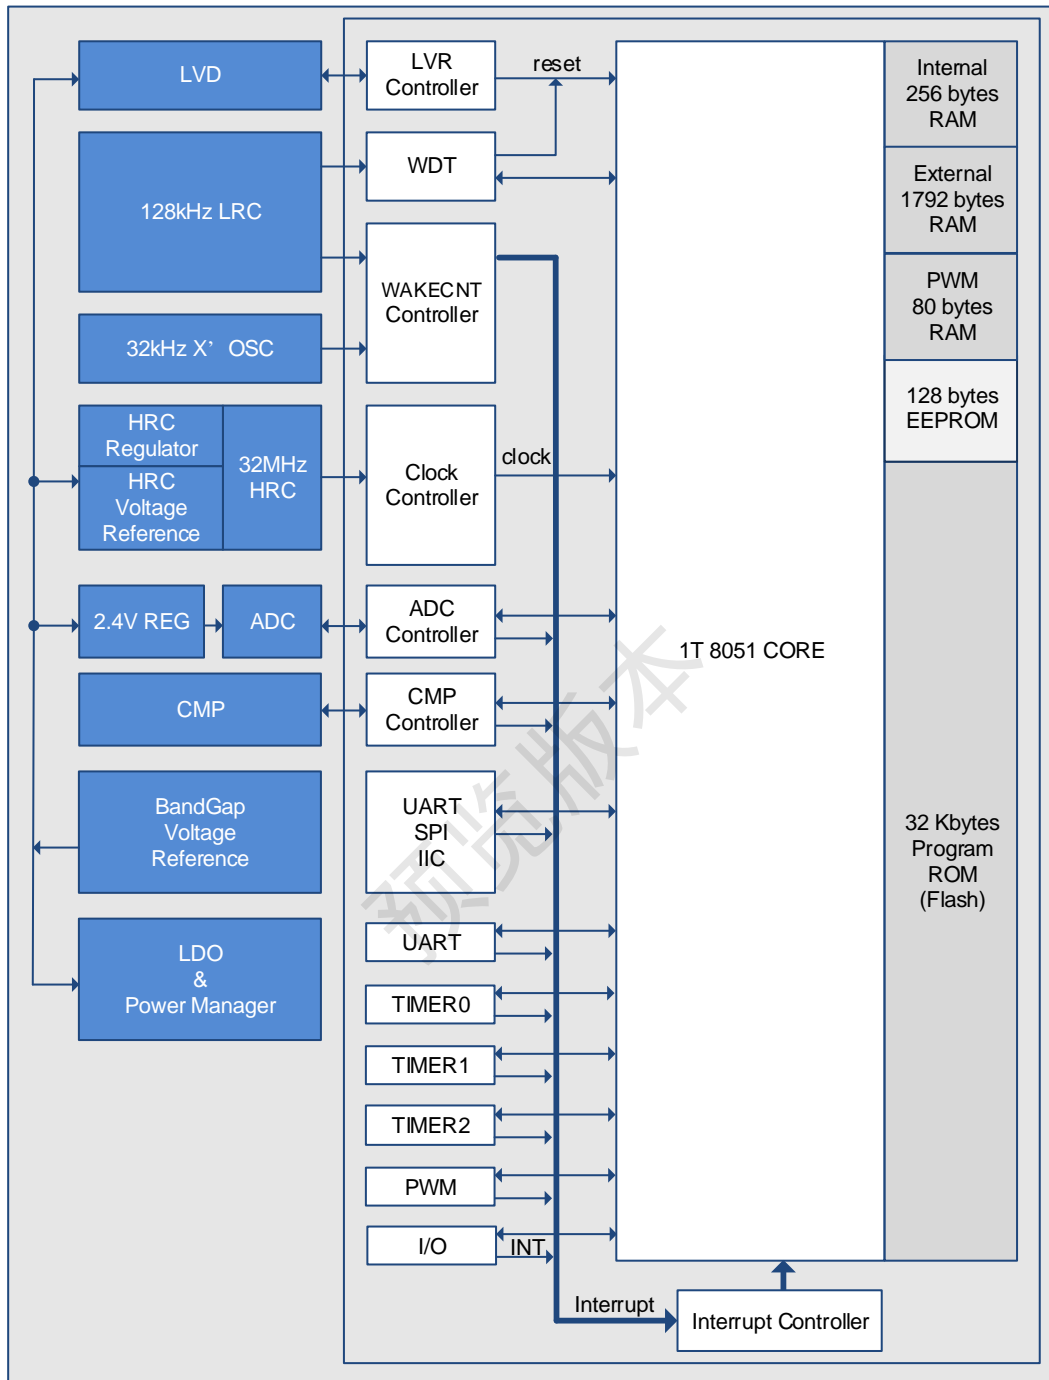 LVD
128kHz LRC
32kHz X’ OSC
HRC
Regulator
HRC
Voltage
Reference
32MHz
HRC
2.4V REG
ADC
CMP
BandGap
Voltage
Reference
LDO
&
Power Manager
LVR
Controller
reset
WDT
WAKECNT
Controller
Clock
Controller
clock
ADC
Controller
CMP
Controller
UART
SPI
IIC
UART
TIMER0
TIMER1
TIMER2
PWM
I/O
INT
Interrupt
Interrupt Controller
1T 8051 CORE
Internal
256 bytes
RAM
External
1792 bytes
RAM
PWM
80 bytes
RAM
128 bytes
EEPROM
32 Kbytes
Program
ROM
(Flash)
预览版本